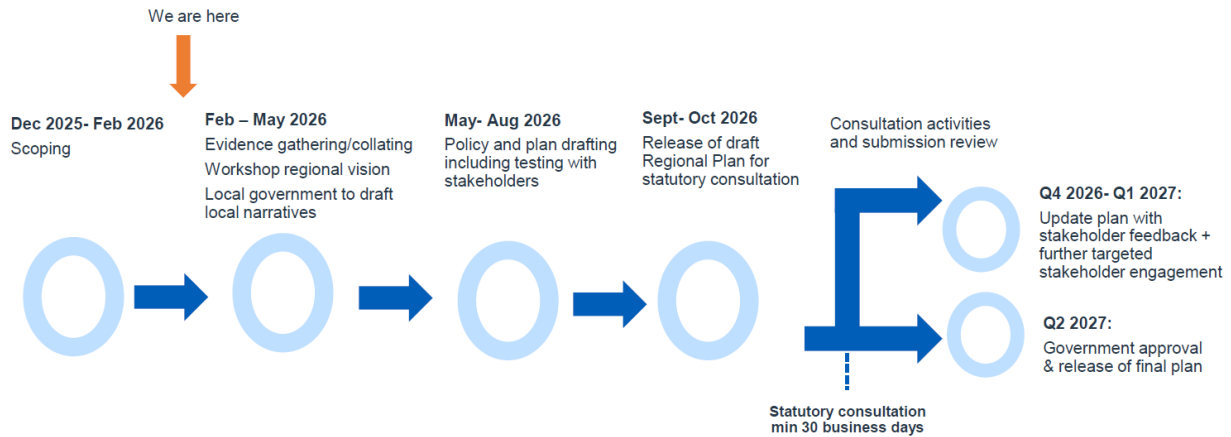 We are here
Dec 2025- Feb 2026
Scoping
Feb – May 2026
Evidence gathering/collating
Workshop regional vision
Local government to draft
local narratives
May- Aug 2026
Policy and plan drafting
including testing with
stakeholders
Sept- Oct 2026
Release of draft
Regional Plan for
statutory consultation
Consultation activities
and submission review
Q4 2026- Q1 2027:
Update plan with
stakeholder feedback +
further targeted
stakeholder engagement
Q2 2027:
Government approval
& release of final plan
Statutory consultation
min 30 business days